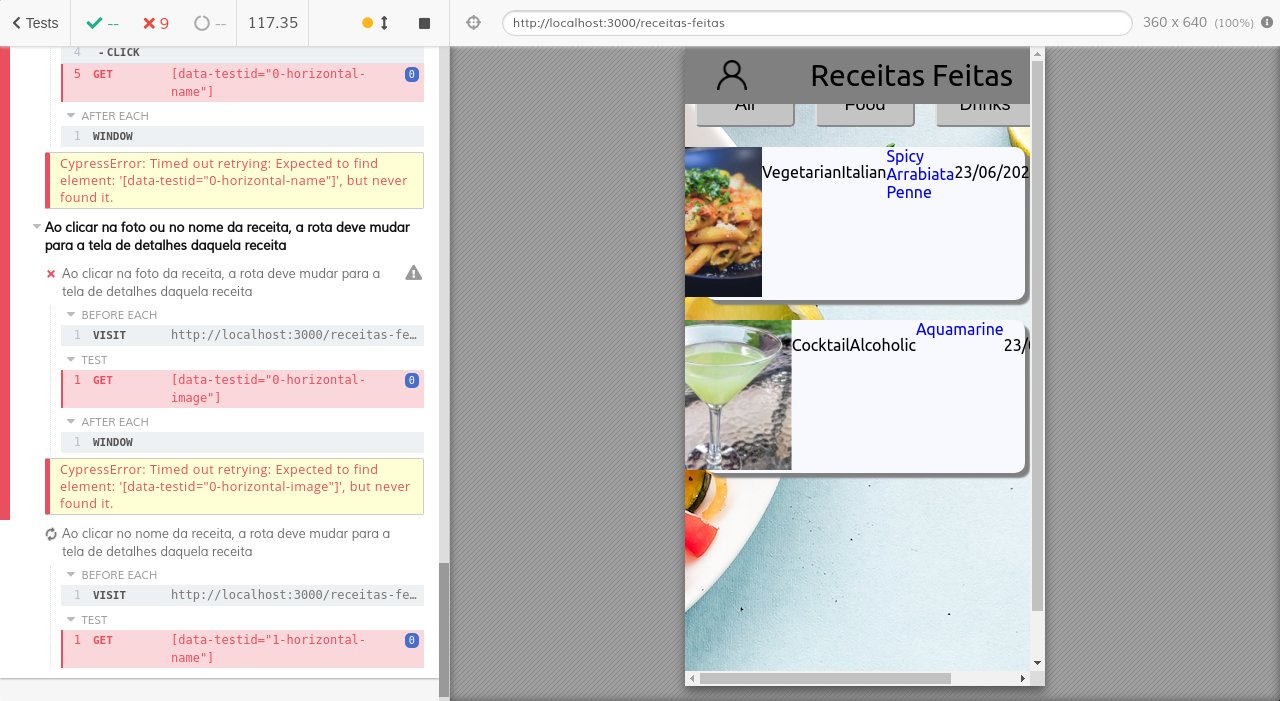 Tests
--
9
--
117.35
http://localhost:3000/receitas-feitas
360 x 640 (100%)
4 - CLICK
5 GET [data-testid="0-horizontal-
name"] 0
AFTER EACH
1 WINDOW
CypressError: Timed out retrying: Expected to find
element: '[data-testid="0-horizontal-name"]', but never
found it.
Ao clicar na foto ou no nome da receita, a rota deve mudar
para a tela de detalhes daquela receita
Ao clicar na foto da receita, a rota deve mudar para a
tela de detalhes daquela receita
BEFORE EACH
1 VISIT http://localhost:3000/receitas-fe…
TEST
1 GET [data-testid="0-horizontal-
image"] 0
AFTER EACH
1 WINDOW
CypressError: Timed out retrying: Expected to find
element: '[data-testid="0-horizontal-image"]', but never
found it.
Ao clicar no nome da receita, a rota deve mudar para a
tela de detalhes daquela receita
BEFORE EACH
1 VISIT http://localhost:3000/receitas-fe…
TEST
1 GET [data-testid="1-horizontal-
name"] 0
Receitas Feitas
All Food Drinks
VegetarianItalian
Spicy
Arrabiata
Penne
23/06/202
CocktailAlcoholic
Aquamarine
23/